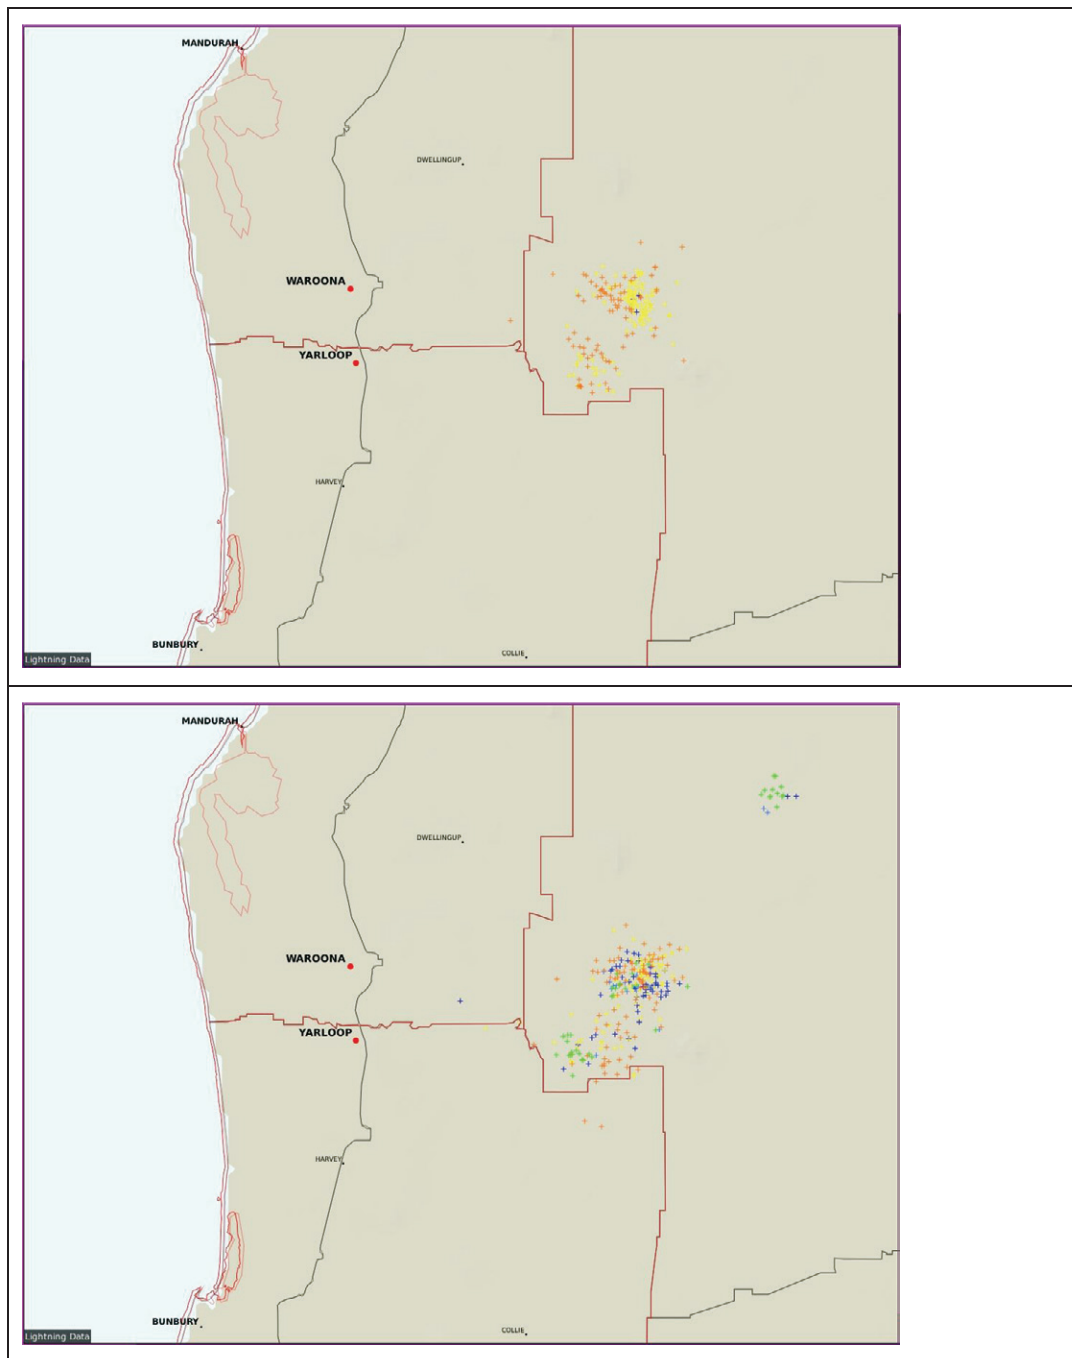 MANDURAH
DWELLINGUP
WAROONA
YARLOOP
HARVEY
BUNBURY
COLLIE
Lightning Data
MANDURAH
DWELLINGUP
WAROONA
YARLOOP
HARVEY
BUNBURY
COLLIE
Lightning Data